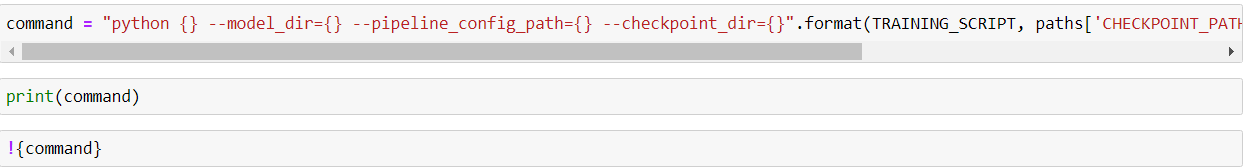 command = "python {} --model_dir={} --pipeline_config_path={} --checkpoint_dir={}".format(TRAINING_SCRIPT, paths['CHECKPOINT_PATH
print(command)
!{command}